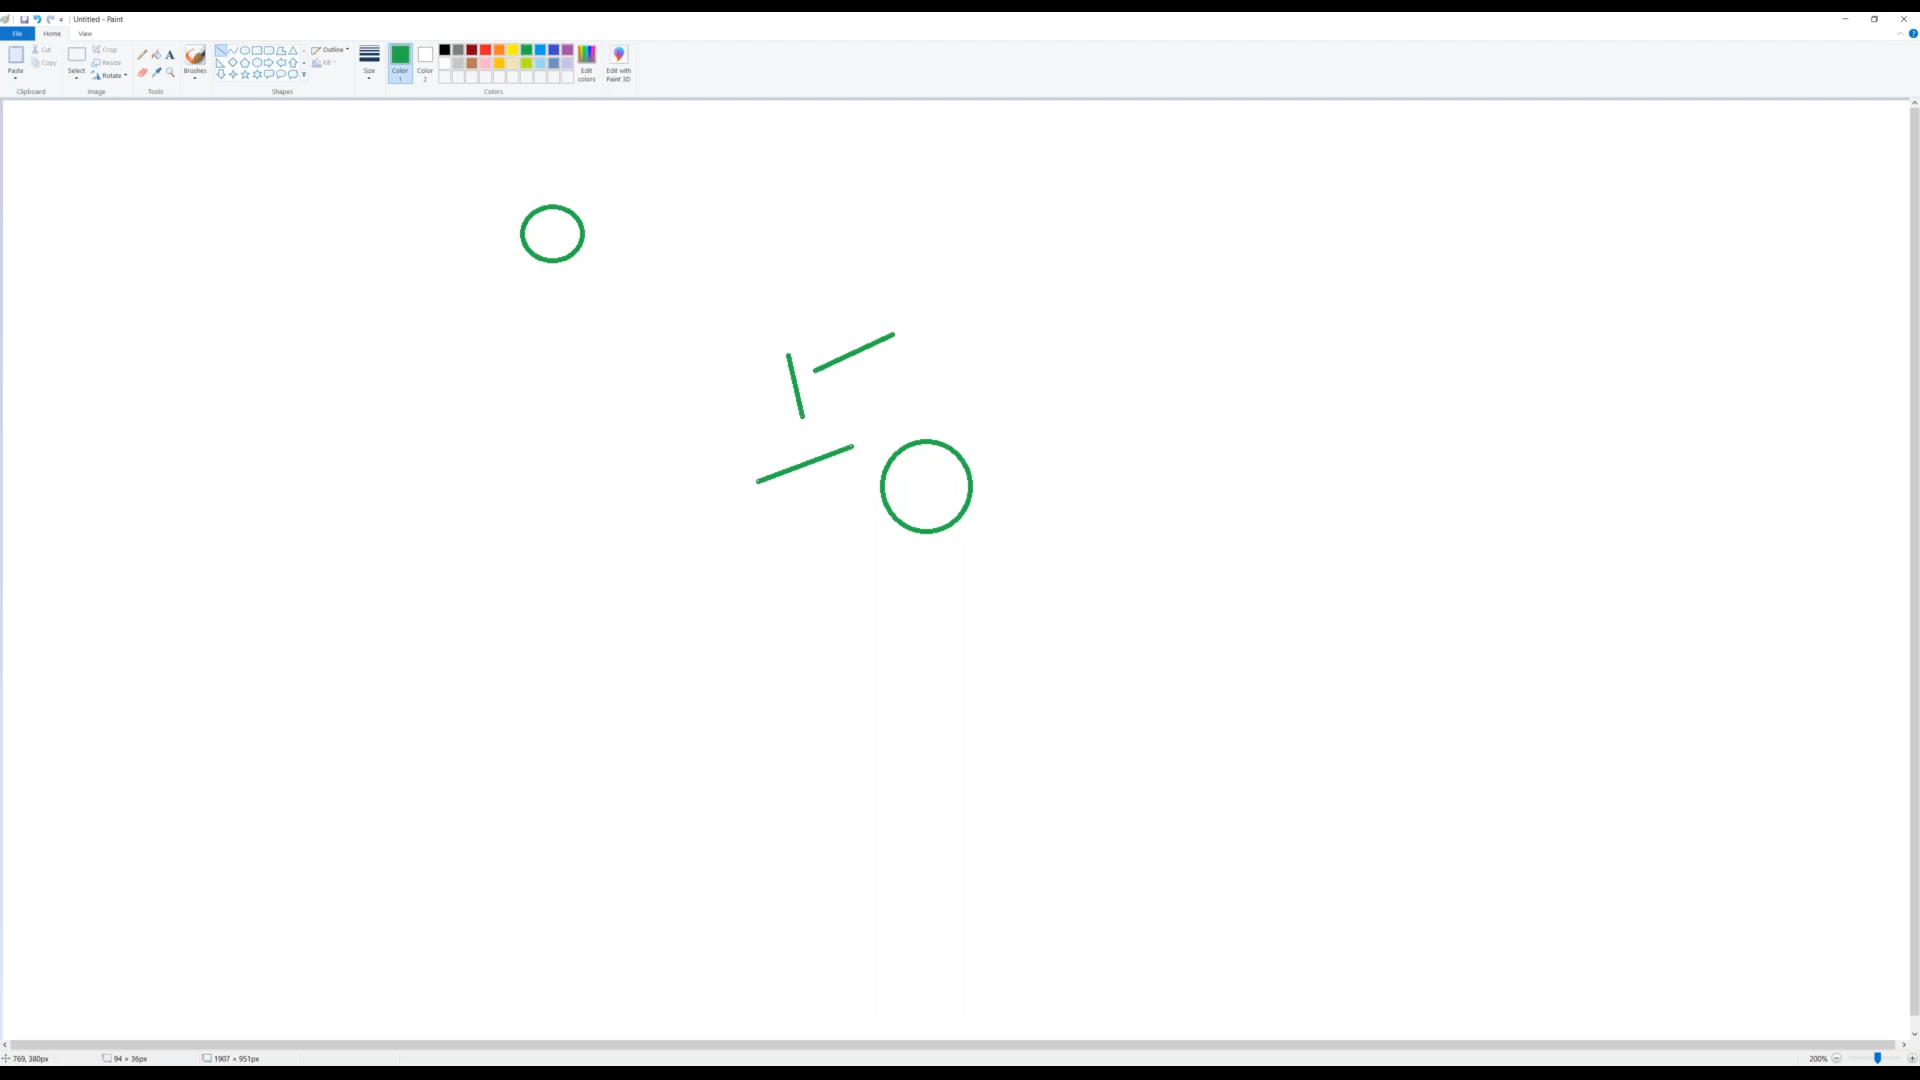 Untitled - Paint
File Home View
Paste
Cut
Copy
Clipboard
Select
Crop
Resize
Rotate
Image
Tools
Brushes
Outline
Fill
Shapes
Size
Color 1
Color 2
Colors
Edit colors
Edit with Paint 3D
769, 380px 94 × 36px 1907 × 951px 200%